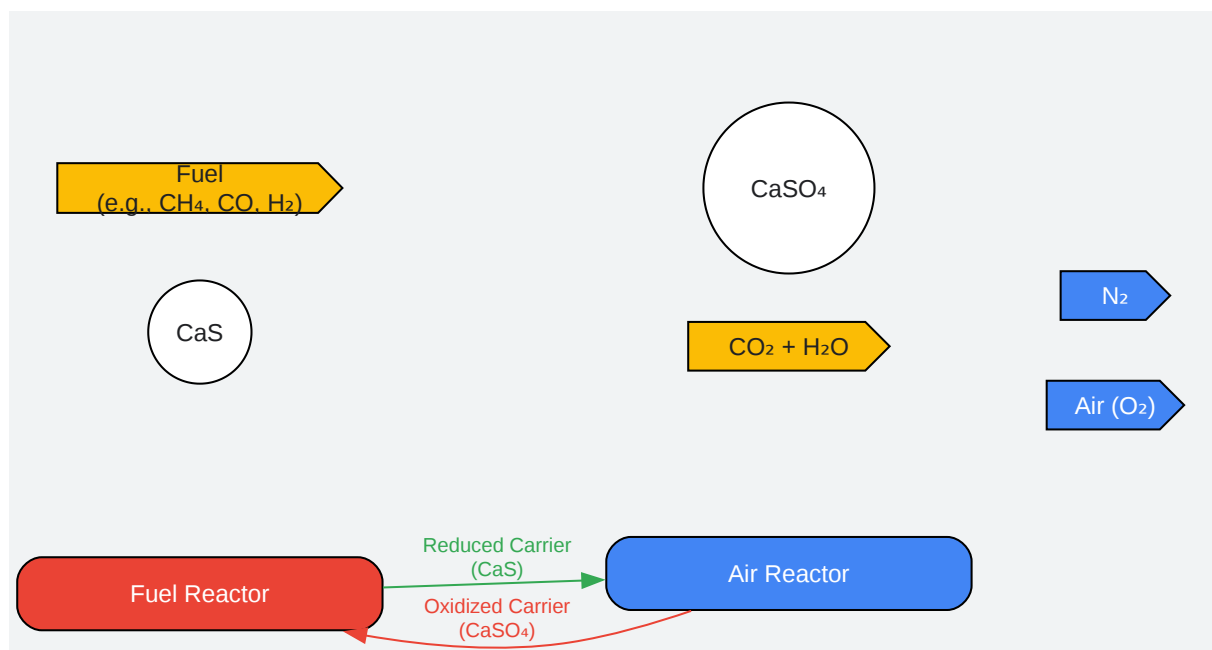 Fuel
(e.g., CH₄, CO, H₂)
CaSO₄
CaS
CO₂ + H₂O
N₂
Air (O₂)
Reduced Carrier
(CaS)
Fuel Reactor
Air Reactor
Oxidized Carrier
(CaSO₄)